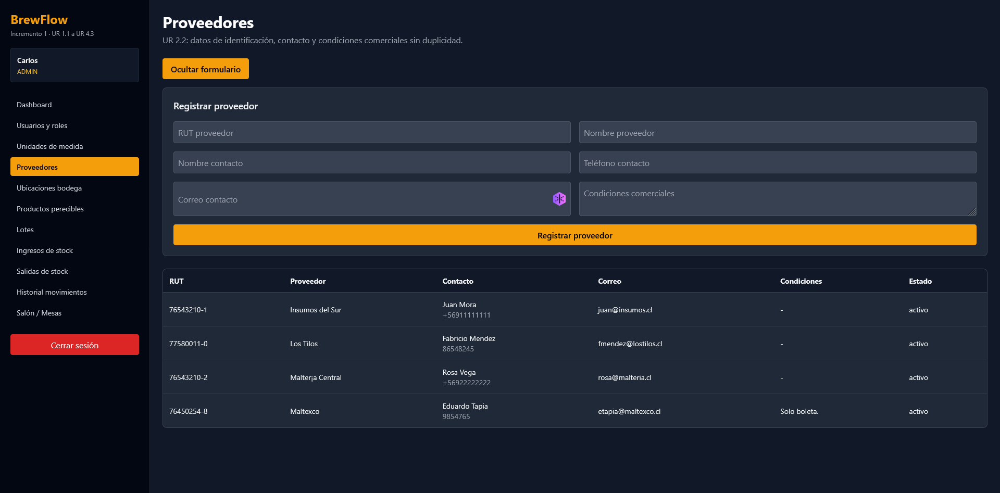 BrewFlow
Incremento 1 · UR 1.1 a UR 4.3
Carlos
ADMIN
Dashboard
Usuarios y roles
Unidades de medida
Proveedores
Ubicaciones bodega
Productos perecibles
Lotes
Ingresos de stock
Salidas de stock
Historial movimientos
Salón / Mesas
Cerrar sesión
Proveedores
UR 2.2: datos de identificación, contacto y condiciones comerciales sin duplicidad.
Ocultar formulario
Registrar proveedor
RUT proveedor
Nombre proveedor
Nombre contacto
Teléfono contacto
Correo contacto
Condiciones comerciales
Registrar proveedor
RUT Proveedor Contacto Correo Condiciones Estado
76543210-1 Insumos del Sur Juan Mora +56911111111 juan@insumos.cl - activo
77580011-0 Los Tilos Fabricio Mendez 86548245 fmendez@lostilos.cl - activo
76543210-2 Malter¡a Central Rosa Vega +56922222222 rosa@malteria.cl - activo
76450254-8 Maltexco Eduardo Tapia 9854765 etapia@maltexco.cl Solo boleta. activo